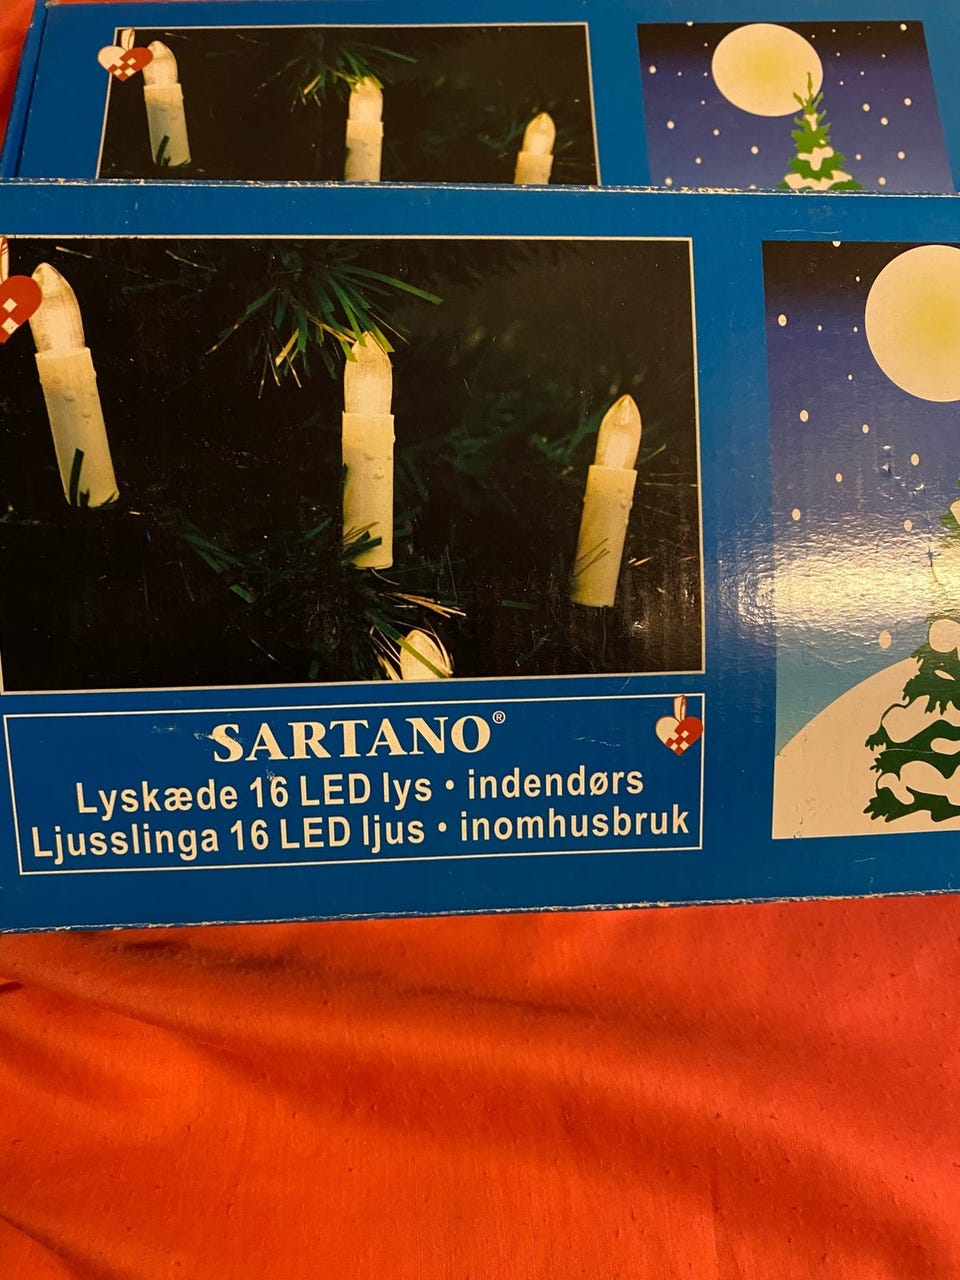 SARTANO®
Lyskæde 16 LED lys • indendørs
Ljusslinga 16 LED ljus • inomhusbruk